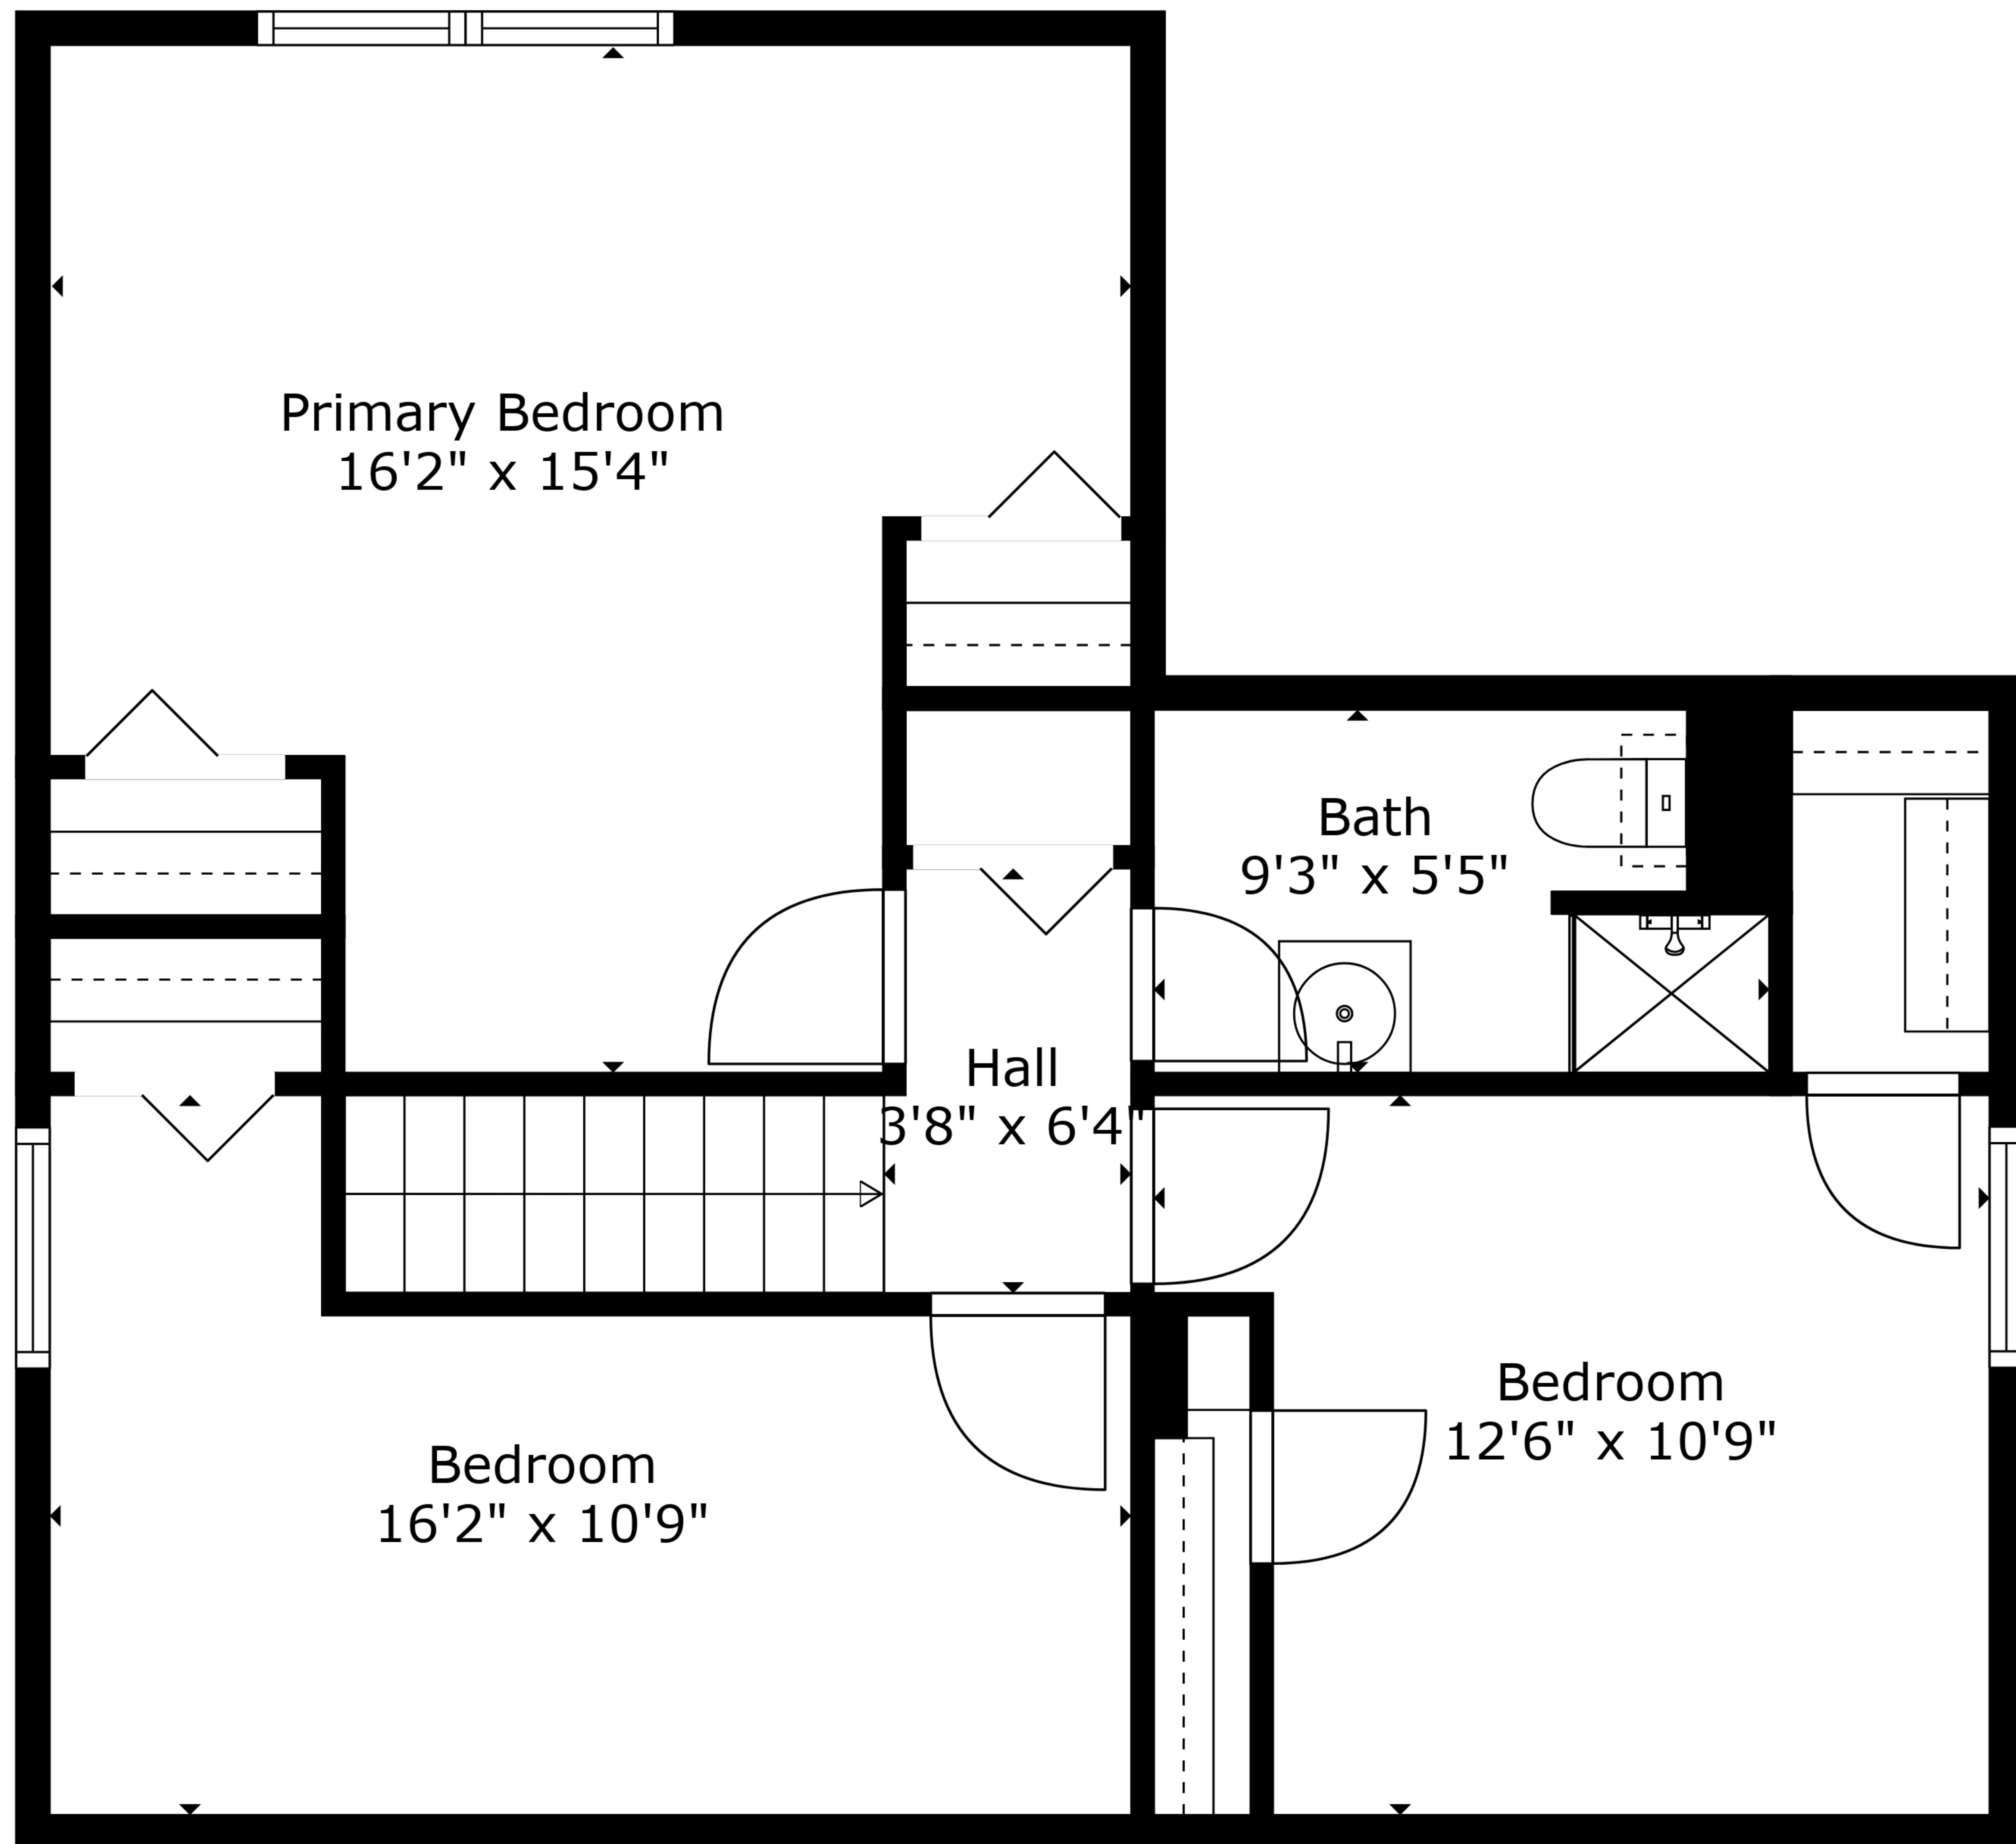 Primary Bedroom
16'2" x 15'4"
Bath
9'3" x 5'5"
Hall
3'8" x 6'4"
Bedroom
12'6" x 10'9"
Bedroom
16'2" x 10'9"